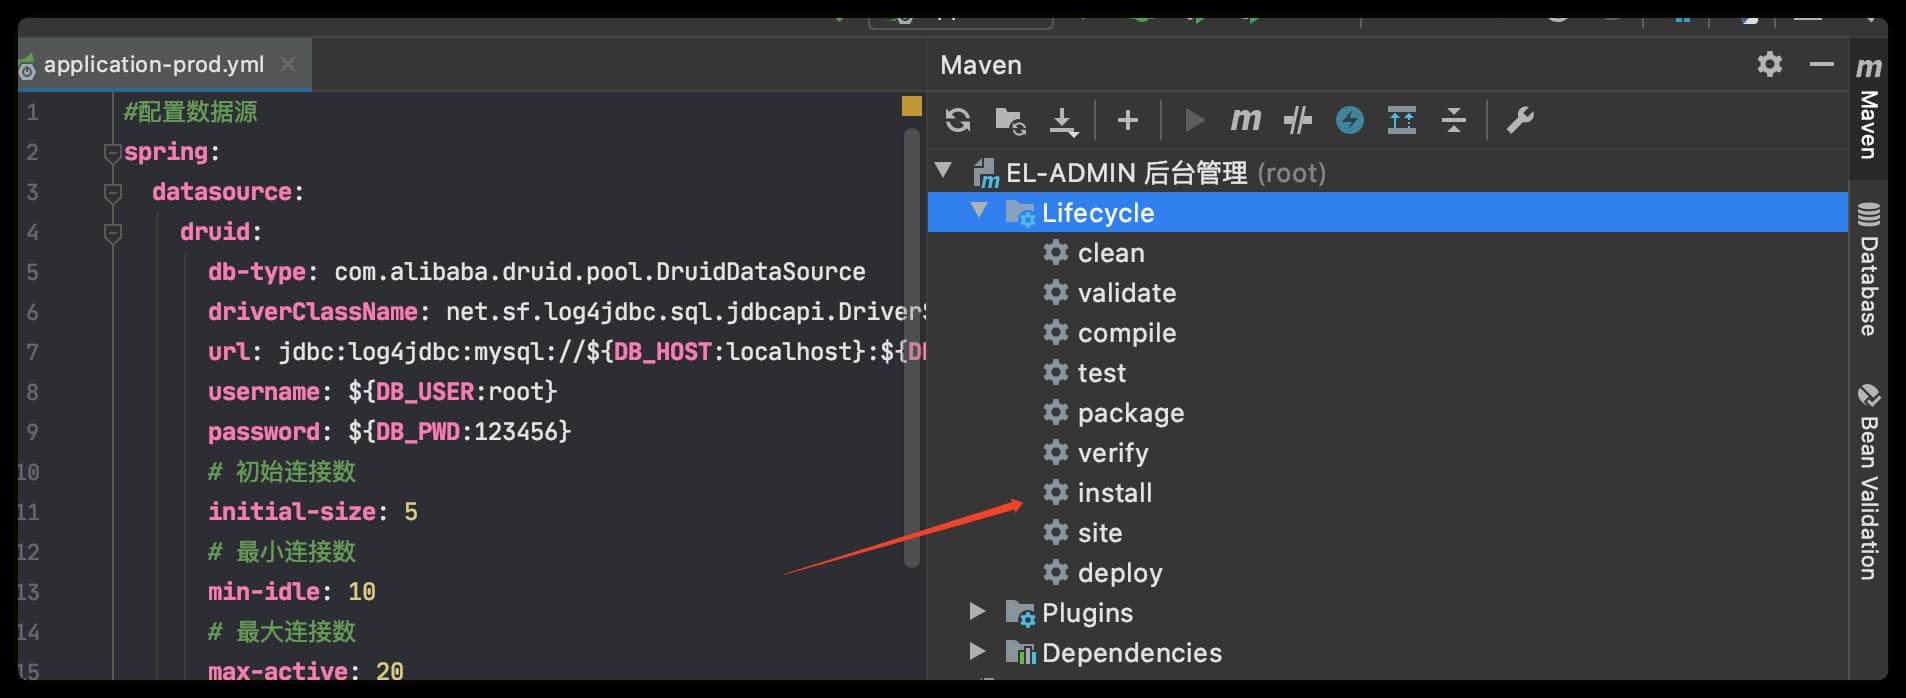 application-prod.yml
1 #配置数据源
2 spring:
3 datasource:
4 druid:
5 db-type: com.alibaba.druid.pool.DruidDataSource
6 driverClassName: net.sf.log4jdbc.sql.jdbcapi.Driver
7 url: jdbc:log4jdbc:mysql://${DB_HOST:localhost}:${
8 username: ${DB_USER:root}
9 password: ${DB_PWD:123456}
10 # 初始连接数
11 initial-size: 5
12 # 最小连接数
13 min-idle: 10
14 # 最大连接数
15 max-active: 20
Maven
EL-ADMIN 后台管理 (root)
Lifecycle
clean
validate
compile
test
package
verify
install
site
deploy
Plugins
Dependencies
Maven
Database
Bean Validation